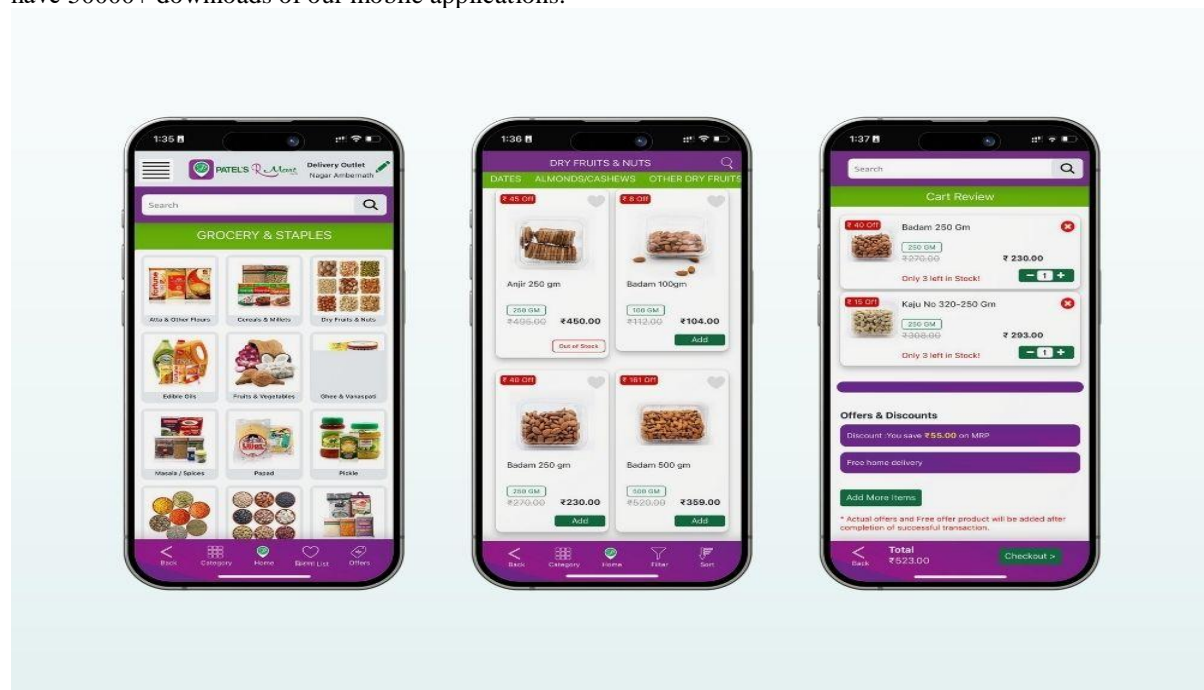 have 50000+ downloads of our mobile applications.
1:35
PATEL'S R Mart
Delivery Outlet
Nagar Ambernath
Search
GROCERY & STAPLES
Atta & Other Flours
Cereals & Millets
Dry Fruits & Nuts
Edible Oils
Fruits & Vegetables
Ghee & Vanaspati
Masala / Spices
Papad
Pickle
Back
Category
Home
List
Offers
1:36
DRY FRUITS & NUTS
DATES ALMONDS/CASHEWS OTHER DRY FRUITS
₹ 45 Off
₹ 8 Off
Anjir 250 gm
Badam 100gm
250 GM
100 GM
₹495.00 ₹450.00
₹112.00 ₹104.00
Out of Stock
Add
₹ 40 Off
₹ 161 Off
Badam 250 gm
Badam 500 gm
250 GM
500 GM
₹270.00 ₹230.00
₹520.00 ₹359.00
Add
Add
Back
Category
Home
Filter
Sort
1:37
Search
Cart Review
₹ 40 Off
Badam 250 Gm
250 GM
₹270.00
₹ 230.00
Only 3 left in Stock!
- 1 +
₹ 15 Off
Kaju No 320-250 Gm
250 GM
₹308.00
₹ 293.00
Only 3 left in Stock!
- 1 +
Offers & Discounts
Discount :You save ₹55.00 on MRP
Free home delivery
Add More Items
* Actual offers and Free offer product will be added after
completion of successful transaction.
Back
Total
₹523.00
Checkout >